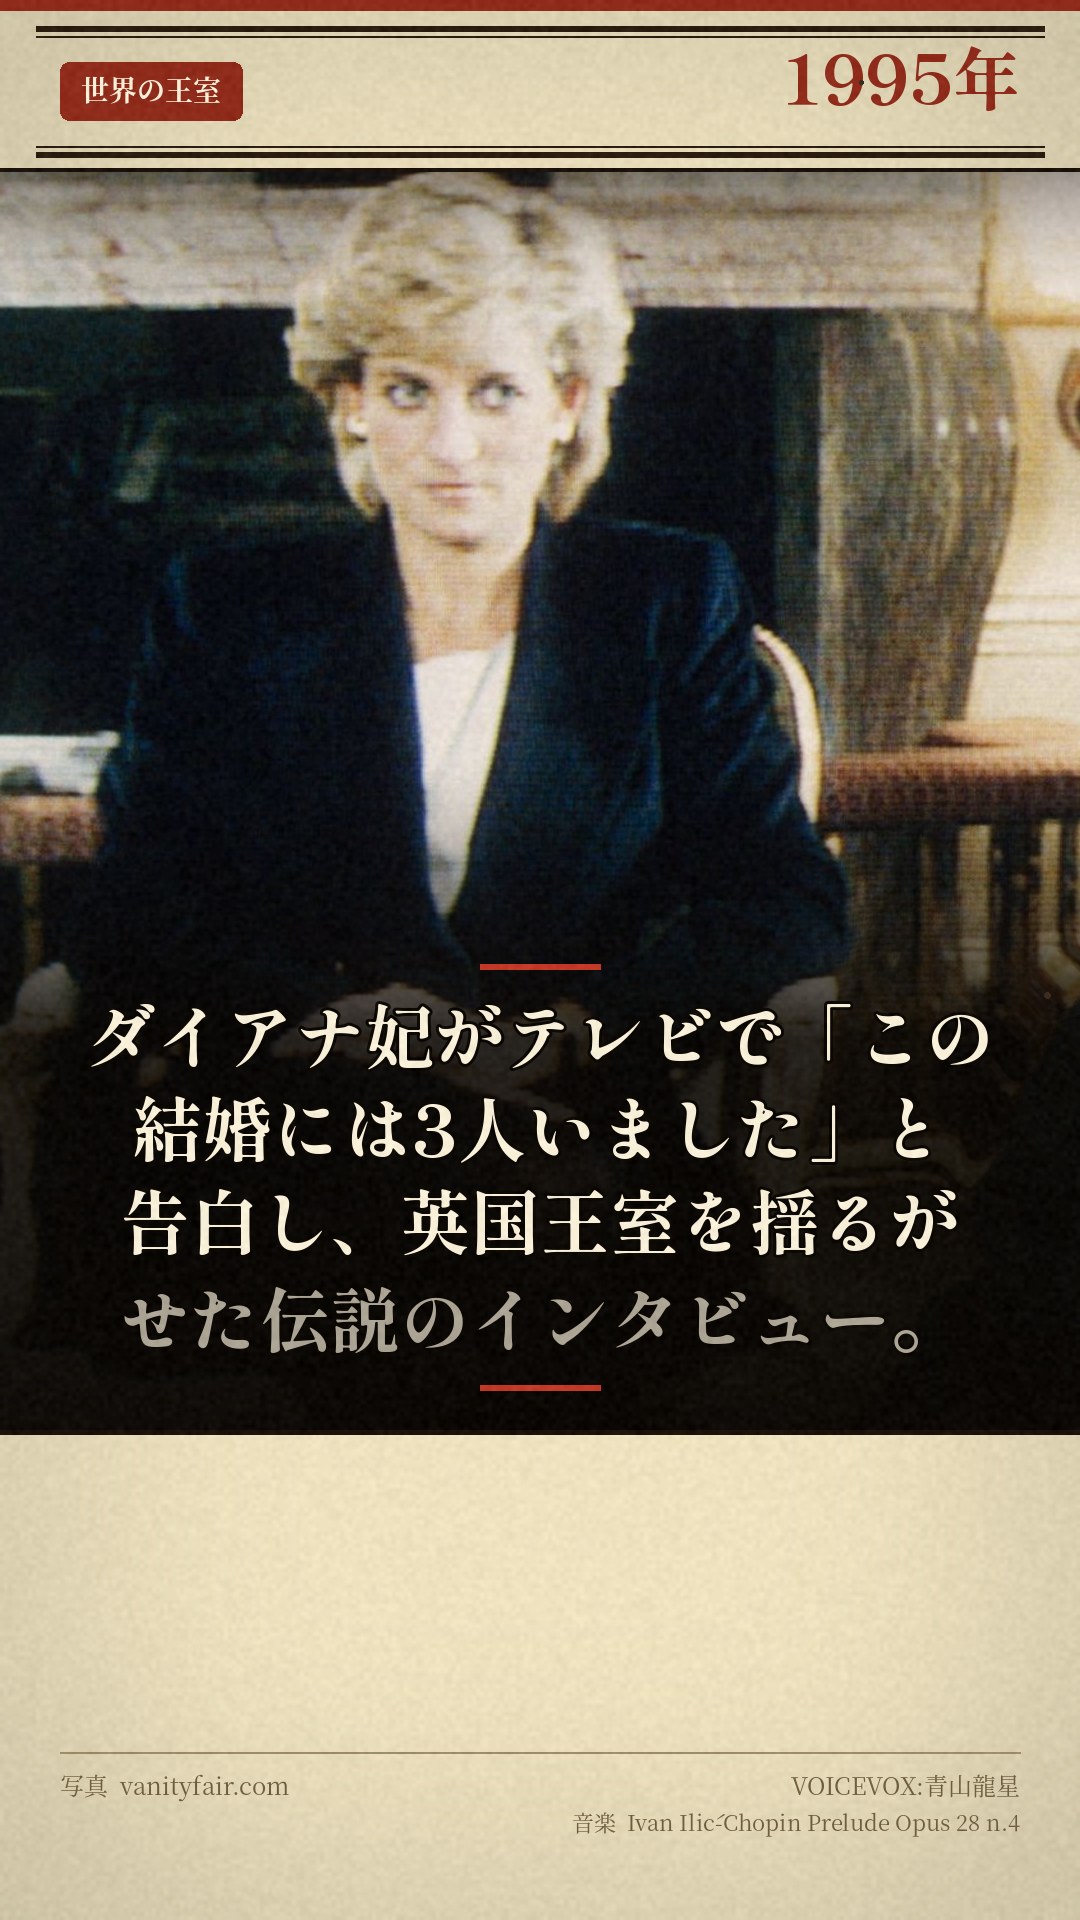 世界の王室
1995年
ダイアナ妃がテレビで「この
結婚には3人いました」と
告白し、英国王室を揺るが
せた伝説のインタビュー。
写真 vanityfair.com
VOICEVOX:青山龍星
音楽 Ivan Ilic-Chopin Prelude Opus 28 n.4